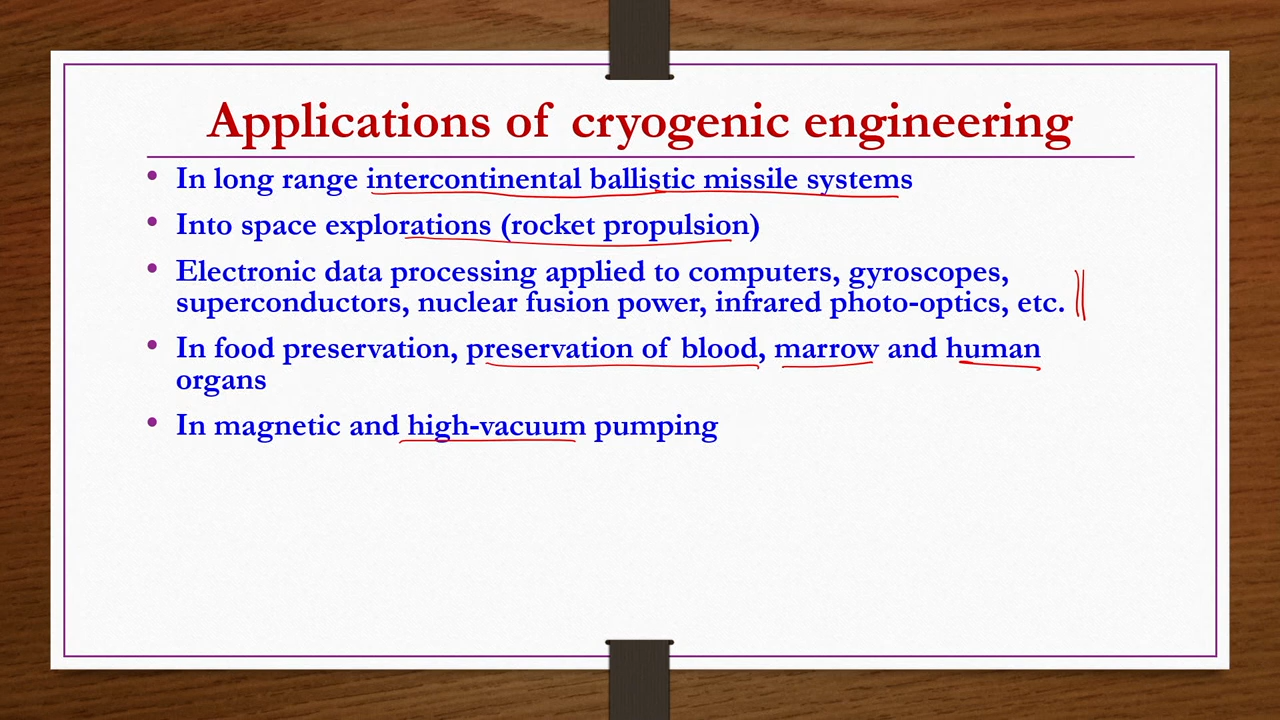 Applications of cryogenic engineering
• In long range intercontinental ballistic missile systems
• Into space explorations (rocket propulsion)
• Electronic data processing applied to computers, gyroscopes,
superconductors, nuclear fusion power, infrared photo-optics, etc.
• In food preservation, preservation of blood, marrow and human
organs
• In magnetic and high-vacuum pumping